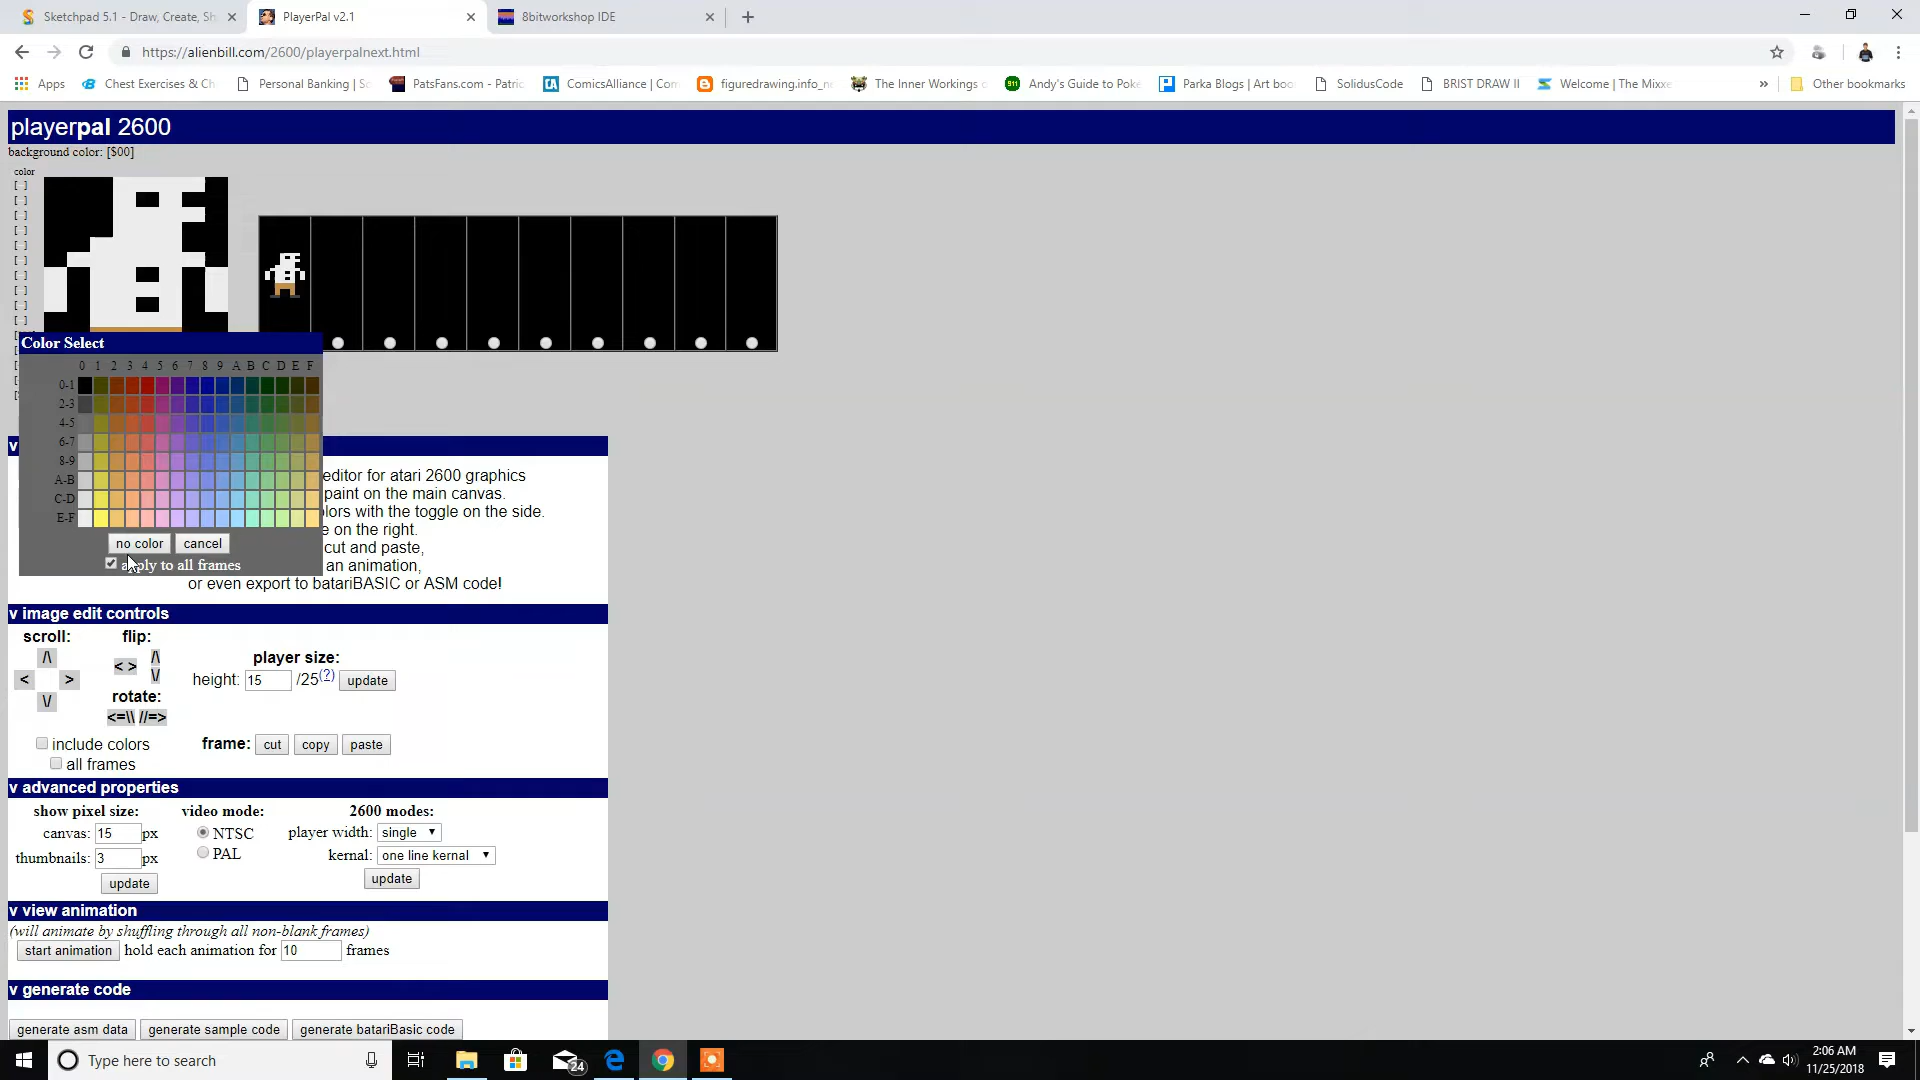 Sketchpad 5.1 - Draw, Create, Sh
PlayerPal v2.1
8bitworkshop IDE
https://alienbill.com/2600/playerpalnext.html
Apps
Chest Exercises & Ch
Personal Banking | Sc
PatsFans.com - Patric
ComicsAlliance | Com
figuredrawing.info_ne
The Inner Workings o
Andy's Guide to Poké
Parka Blogs | Art boo
SolidusCode
BRIST DRAW II
Welcome | The Mixxe
»
Other bookmarks
playerpal 2600
background color: [$00]
color
[ ]
[ ]
[ ]
[ ]
[ ]
[ ]
[ ]
[ ]
[ ]
[ ]
Color Select
0 1 2 3 4 5 6 7 8 9 A B C D E F
0-1
2-3
4-5
6-7
8-9
A-B
C-D
E-F
no color cancel
apply to all frames
v
editor for atari 2600 graphics
paint on the main canvas.
lors with the toggle on the side.
e on the right.
cut and paste,
an animation,
or even export to batariBASIC or ASM code!
v image edit controls
scroll: flip:
/\ < > /\ \/
< >
\/
rotate:
<=\\ //=>
player size:
height: 15 /25(?) update
include colors
all frames
frame: cut copy paste
v advanced properties
show pixel size: video mode: 2600 modes:
canvas: 15 px NTSC player width: single
thumbnails: 3 px PAL kernal: one line kernal
update update
v view animation
(will animate by shuffling through all non-blank frames)
start animation hold each animation for 10 frames
v generate code
generate asm data generate sample code generate batariBasic code
Type here to search
24
2:06 AM
11/25/2018